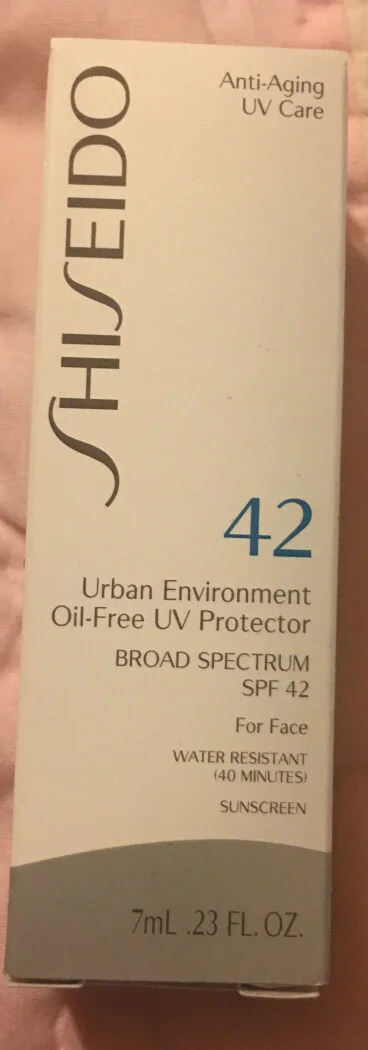 SHISEIDO
Anti-Aging
UV Care
42
Urban Environment
Oil-Free UV Protector
BROAD SPECTRUM
SPF 42
For Face
WATER RESISTANT
(40 MINUTES)
SUNSCREEN
7mL .23 FL. OZ.